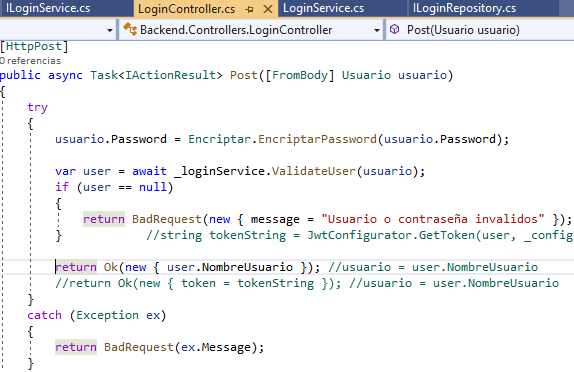 ILoginService.cs LoginController.cs LoginService.cs ILoginRepository.cs
Backend.Controllers.LoginController Post(Usuario usuario)
[HttpPost]
0 referencias
public async Task<IActionResult> Post([FromBody] Usuario usuario)
{
try
{
usuario.Password = Encriptar.EncriptarPassword(usuario.Password);
var user = await _loginService.ValidateUser(usuario);
if (user == null)
{
return BadRequest(new { message = "Usuario o contraseña invalidos" });
} //string tokenString = JwtConfigurator.GetToken(user, _config
return Ok(new { user.NombreUsuario }); //usuario = user.NombreUsuario
//return Ok(new { token = tokenString }); //usuario = user.NombreUsuario
}
catch (Exception ex)
{
return BadRequest(ex.Message);
}